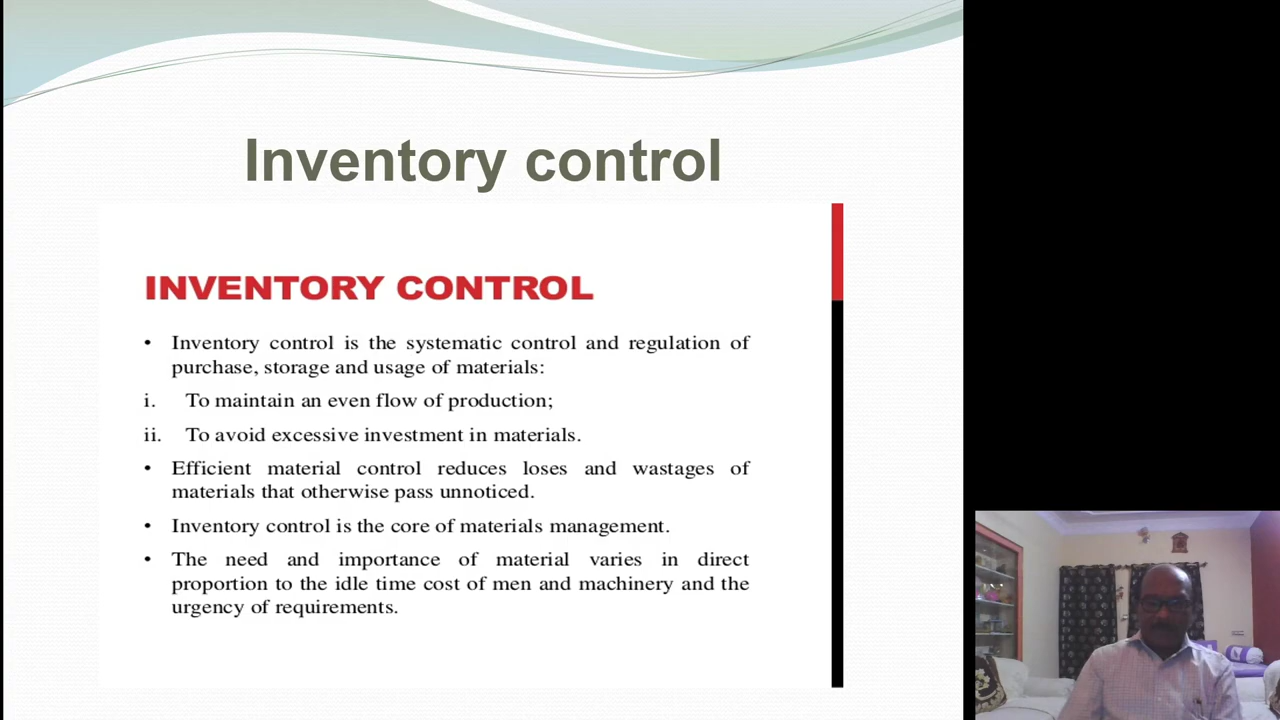 Inventory control
INVENTORY CONTROL
• Inventory control is the systematic control and regulation of
purchase, storage and usage of materials:
i. To maintain an even flow of production;
ii. To avoid excessive investment in materials.
• Efficient material control reduces loses and wastages of
materials that otherwise pass unnoticed.
• Inventory control is the core of materials management.
• The need and importance of material varies in direct
proportion to the idle time cost of men and machinery and the
urgency of requirements.